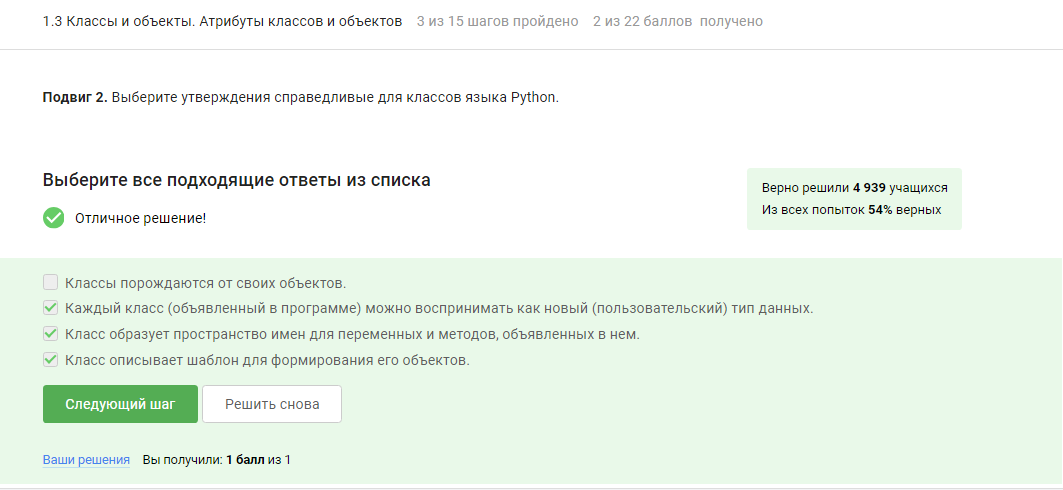 1.3 Классы и объекты. Атрибуты классов и объектов 3 из 15 шагов пройдено 2 из 22 баллов получено
Подвиг 2. Выберите утверждения справедливые для классов языка Python.
Выберите все подходящие ответы из списка
Отличное решение!
Верно решили 4 939 учащихся
Из всех попыток 54% верных
Классы порождаются от своих объектов.
Каждый класс (объявленный в программе) можно воспринимать как новый (пользовательский) тип данных.
Класс образует пространство имен для переменных и методов, объявленных в нем.
Класс описывает шаблон для формирования его объектов.
Следующий шаг Решить снова
Ваши решения Вы получили: 1 балл из 1